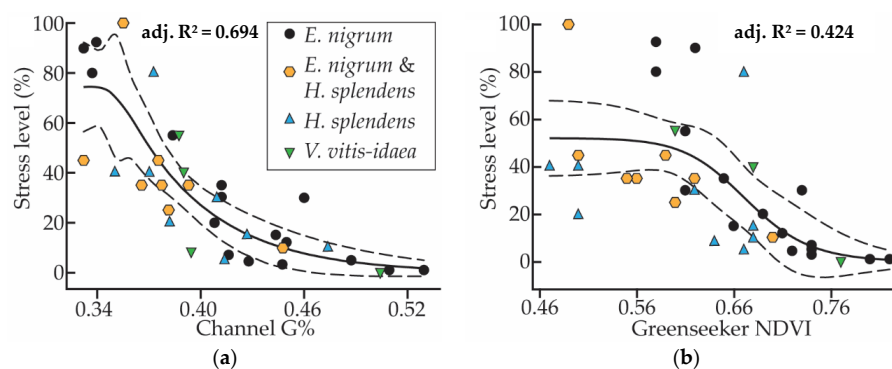 adj. R² = 0.694
E. nigrum
E. nigrum &
H. splendens
H. splendens
V. vitis-idaea
Stress level (%)
100
80
60
40
20
0
0.34 0.40 0.46 0.52
Channel G%
(a)
adj. R² = 0.424
Stress level (%)
100
80
60
40
20
0
0.46 0.56 0.66 0.76
Greenseeker NDVI
(b)